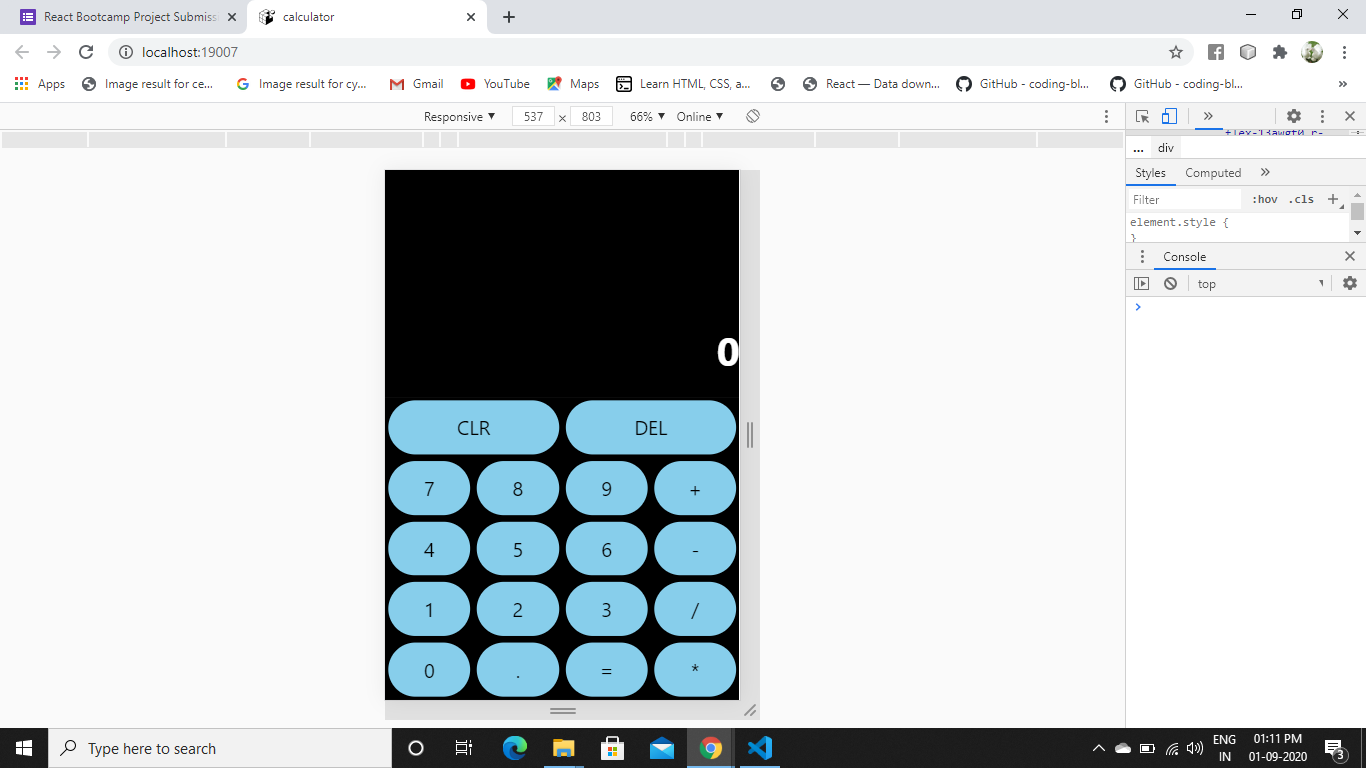 React Bootcamp Project Submiss
calculator
localhost:19007
Apps
Image result for ce...
Image result for cy...
Gmail
YouTube
Maps
Learn HTML, CSS, a...
React — Data down...
GitHub - coding-bl...
GitHub - coding-bl...
»
Responsive ▼ 537 x 803 66% ▼ Online ▼
»
... div
Styles Computed »
Filter :hov .cls +
element.style {
}
Console
top
0
CLR DEL
7 8 9 +
4 5 6 -
1 2 3 /
0 . = *
Type here to search
ENG
IN
01:11 PM
01-09-2020
3